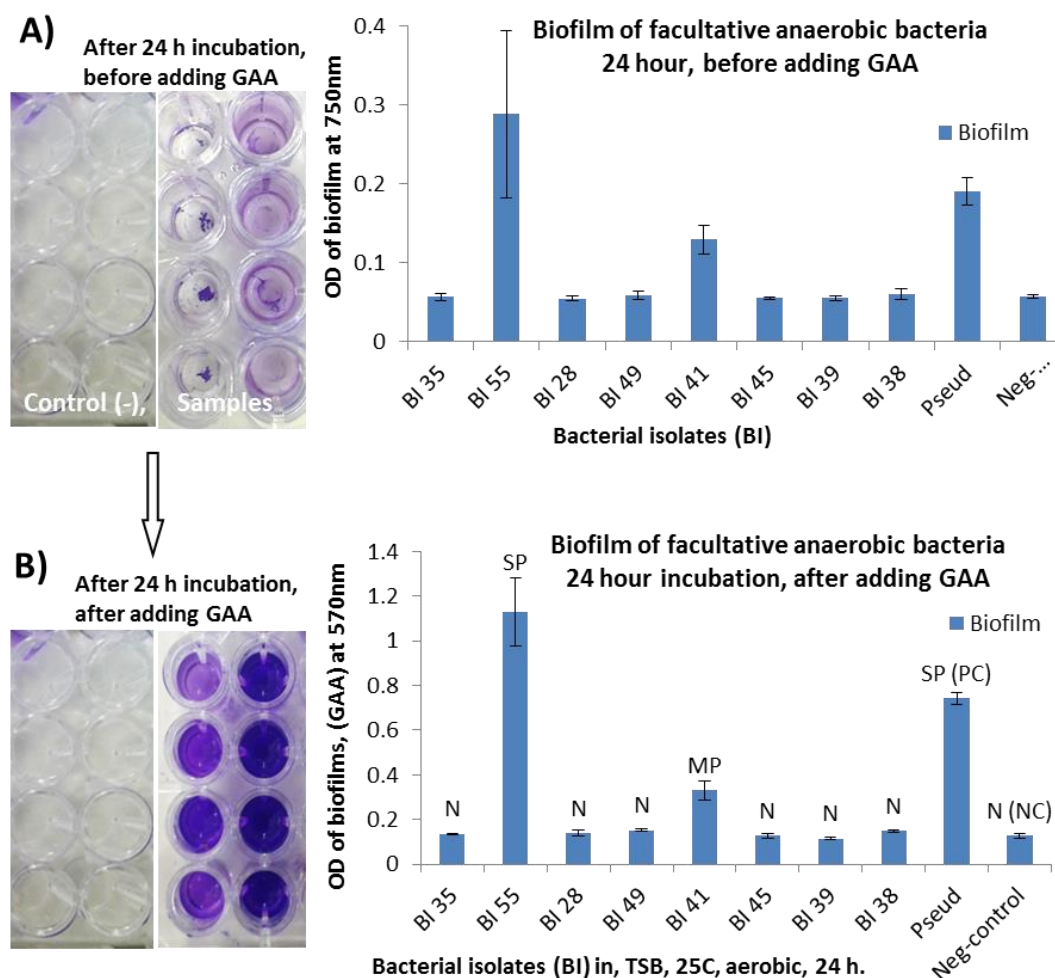 A)
After 24 h incubation,
before adding GAA
Control (-),
Samples
Biofilm of facultative anaerobic bacteria
24 hour, before adding GAA
Biofilm
OD of biofilm at 750nm
0.4
0.3
0.2
0.1
0
BI 35
BI 55
BI 28
BI 49
BI 41
BI 45
BI 39
BI 38
Pseud
Neg-...
Bacterial isolates (BI)
B)
After 24 h incubation,
after adding GAA
Biofilm of facultative anaerobic bacteria
24 hour incubation, after adding GAA
Biofilm
OD of biofilms, (GAA) at 570nm
1.4
1.2
1
0.8
0.6
0.4
0.2
0
N
SP
N
N
MP
N
N
N
SP (PC)
N (NC)
BI 35
BI 55
BI 28
BI 49
BI 41
BI 45
BI 39
BI 38
Pseud
Neg-control
Bacterial isolates (BI) in, TSB, 25C, aerobic, 24 h.